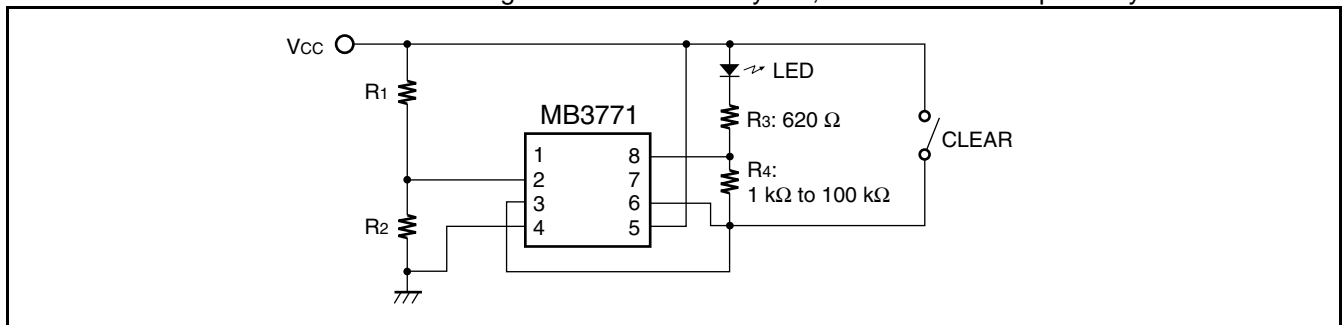 VCC
LED
R1
MB3771
R3: 620 Ω
CLEAR
1 8
R4:
2 7
1 kΩ to 100 kΩ
3 6
R2
4 5